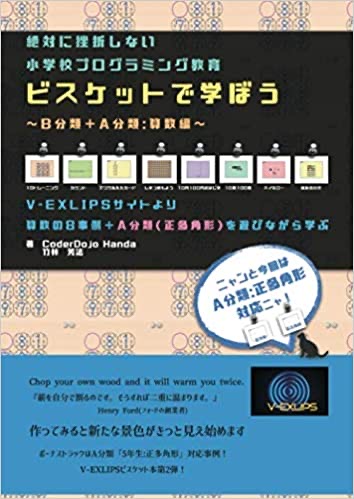 絶対に挫折しない
小学校プログラミング教育
ビスケットで学ぼう
～B分類＋A分類：算数編～
V-EXLIPSサイトより
算数の8事例＋A分類（正多角形）を遊びながら学ぶ
著 CoderDojo Handa
竹林 芳法
ニャンと今回は
A分類：正多角形
対応ニャ！
Chop your own wood and it will warm you twice.
『薪を自分で割るのです。そうすれば二重に温まります。』
Henry Ford(フォードの創業者)
作ってみると新たな景色がきっと見え始めます
ボーナストラックはA分類「5年生:正多角形」対応事例！
V-EXLIPSビスケット本第2弾！
V-EXLIPS